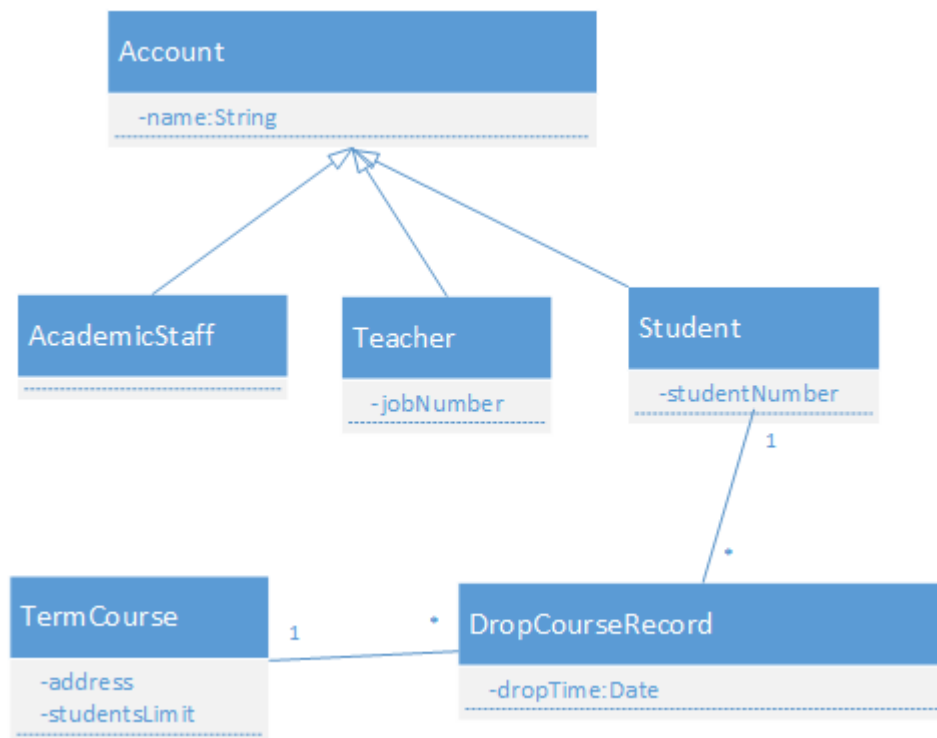 Account
-name:String
AcademicStaff
Teacher
-jobNumber
Student
-studentNumber
1
*
TermCourse
-address
-studentsLimit
1
*
DropCourseRecord
-dropTime:Date